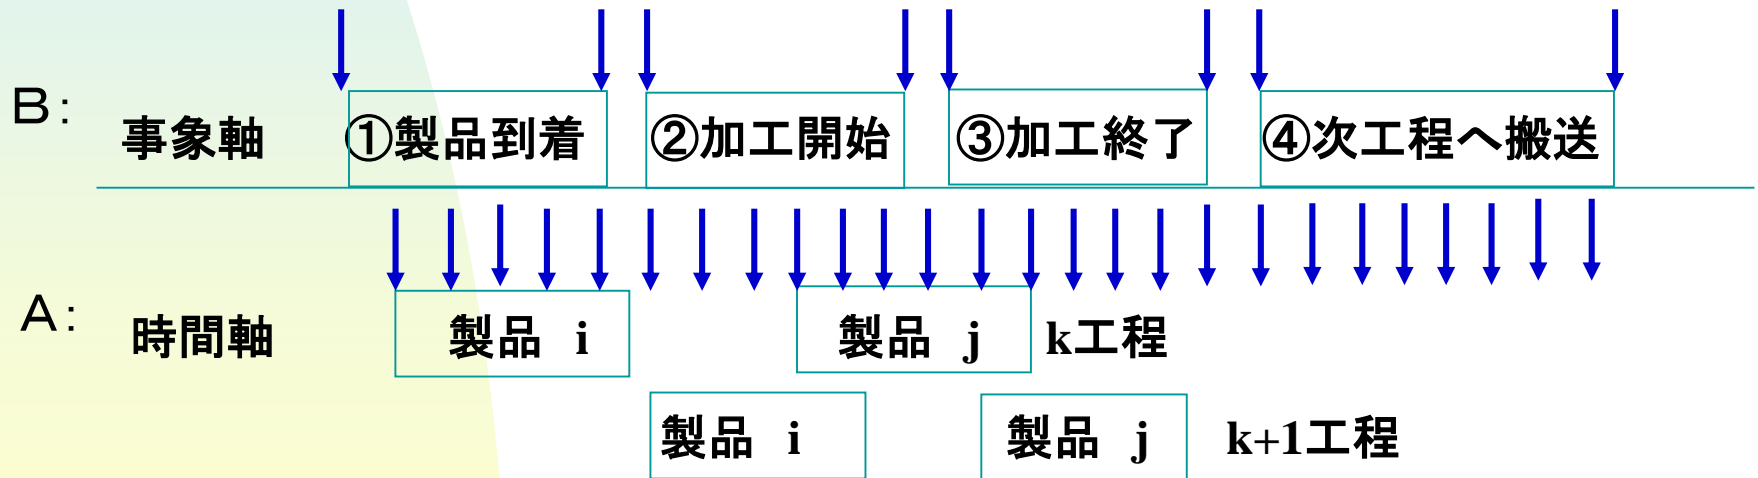 B: 事象軸 ①製品到着 ②加工開始 ③加工終了 ④次工程へ搬送
A: 時間軸 製品 i 製品 j k工程
製品 i 製品 j k+1工程